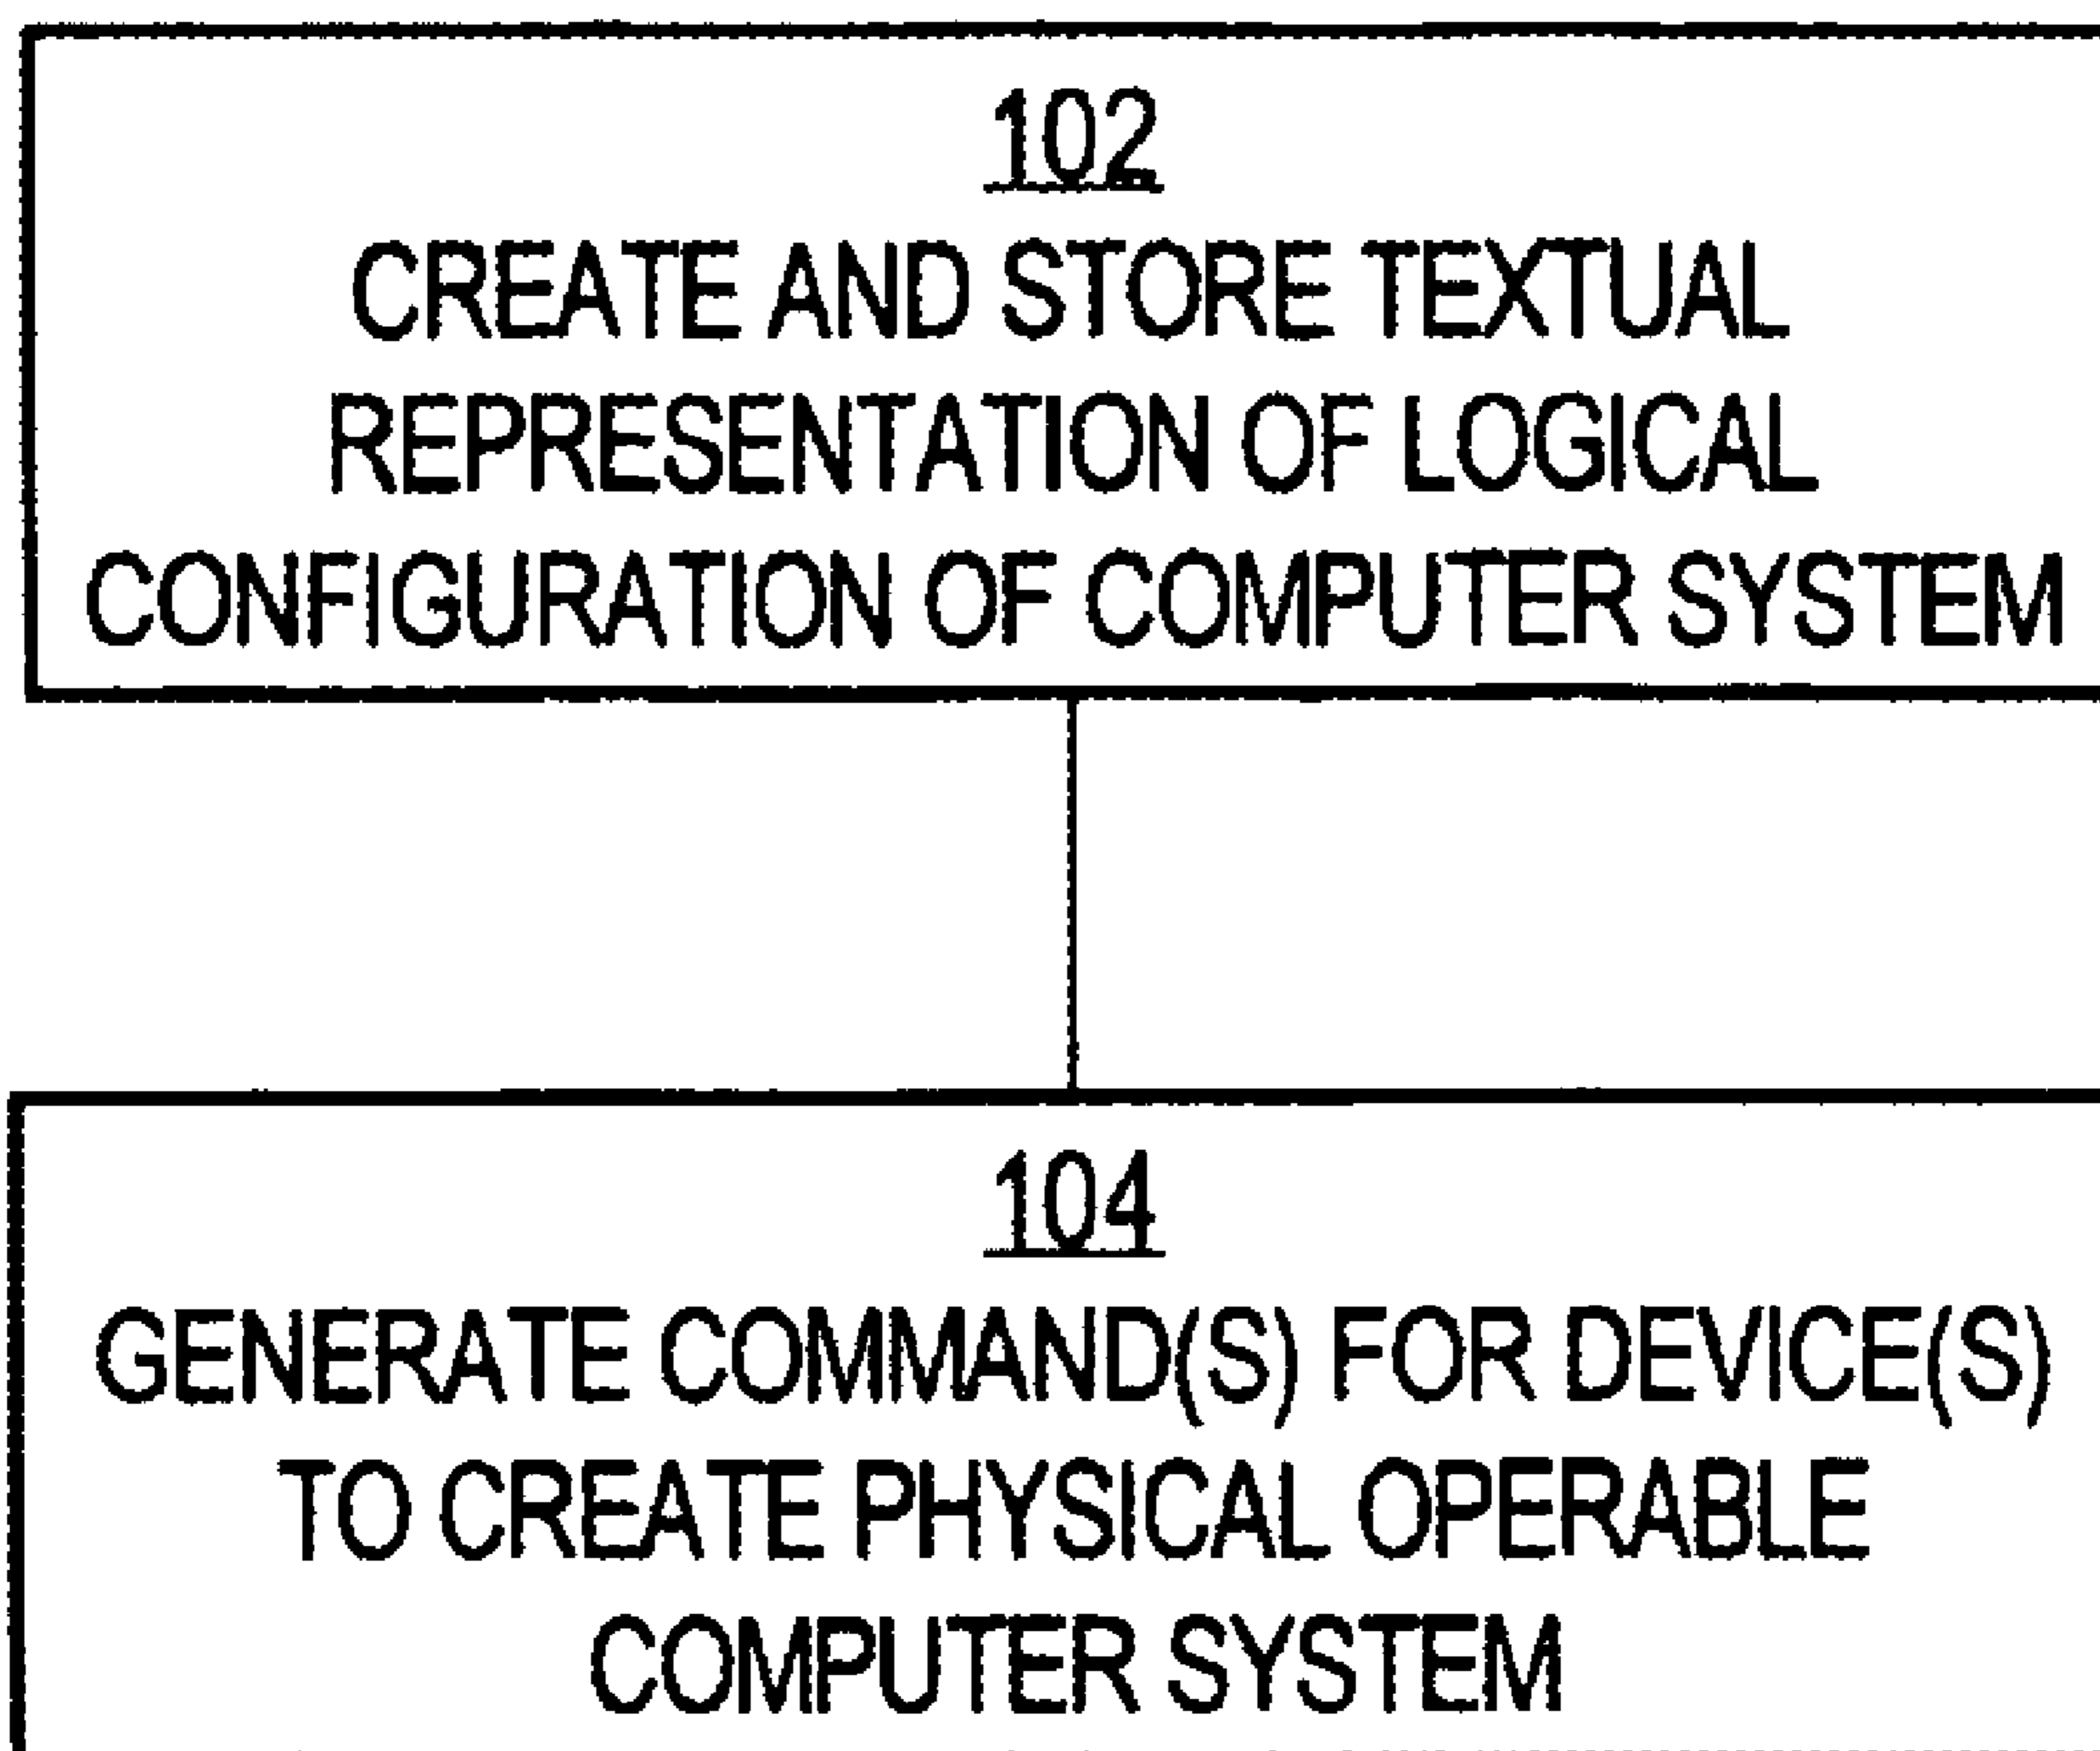 102
CREATE AND STORE TEXTUAL
REPRESENTATION OF LOGICAL
CONFIGURATION OF COMPUTER SYSTEM
104
GENERATE COMMAND(S) FOR DEVICE(S)
TO CREATE PHYSICAL OPERABLE
COMPUTER SYSTEM